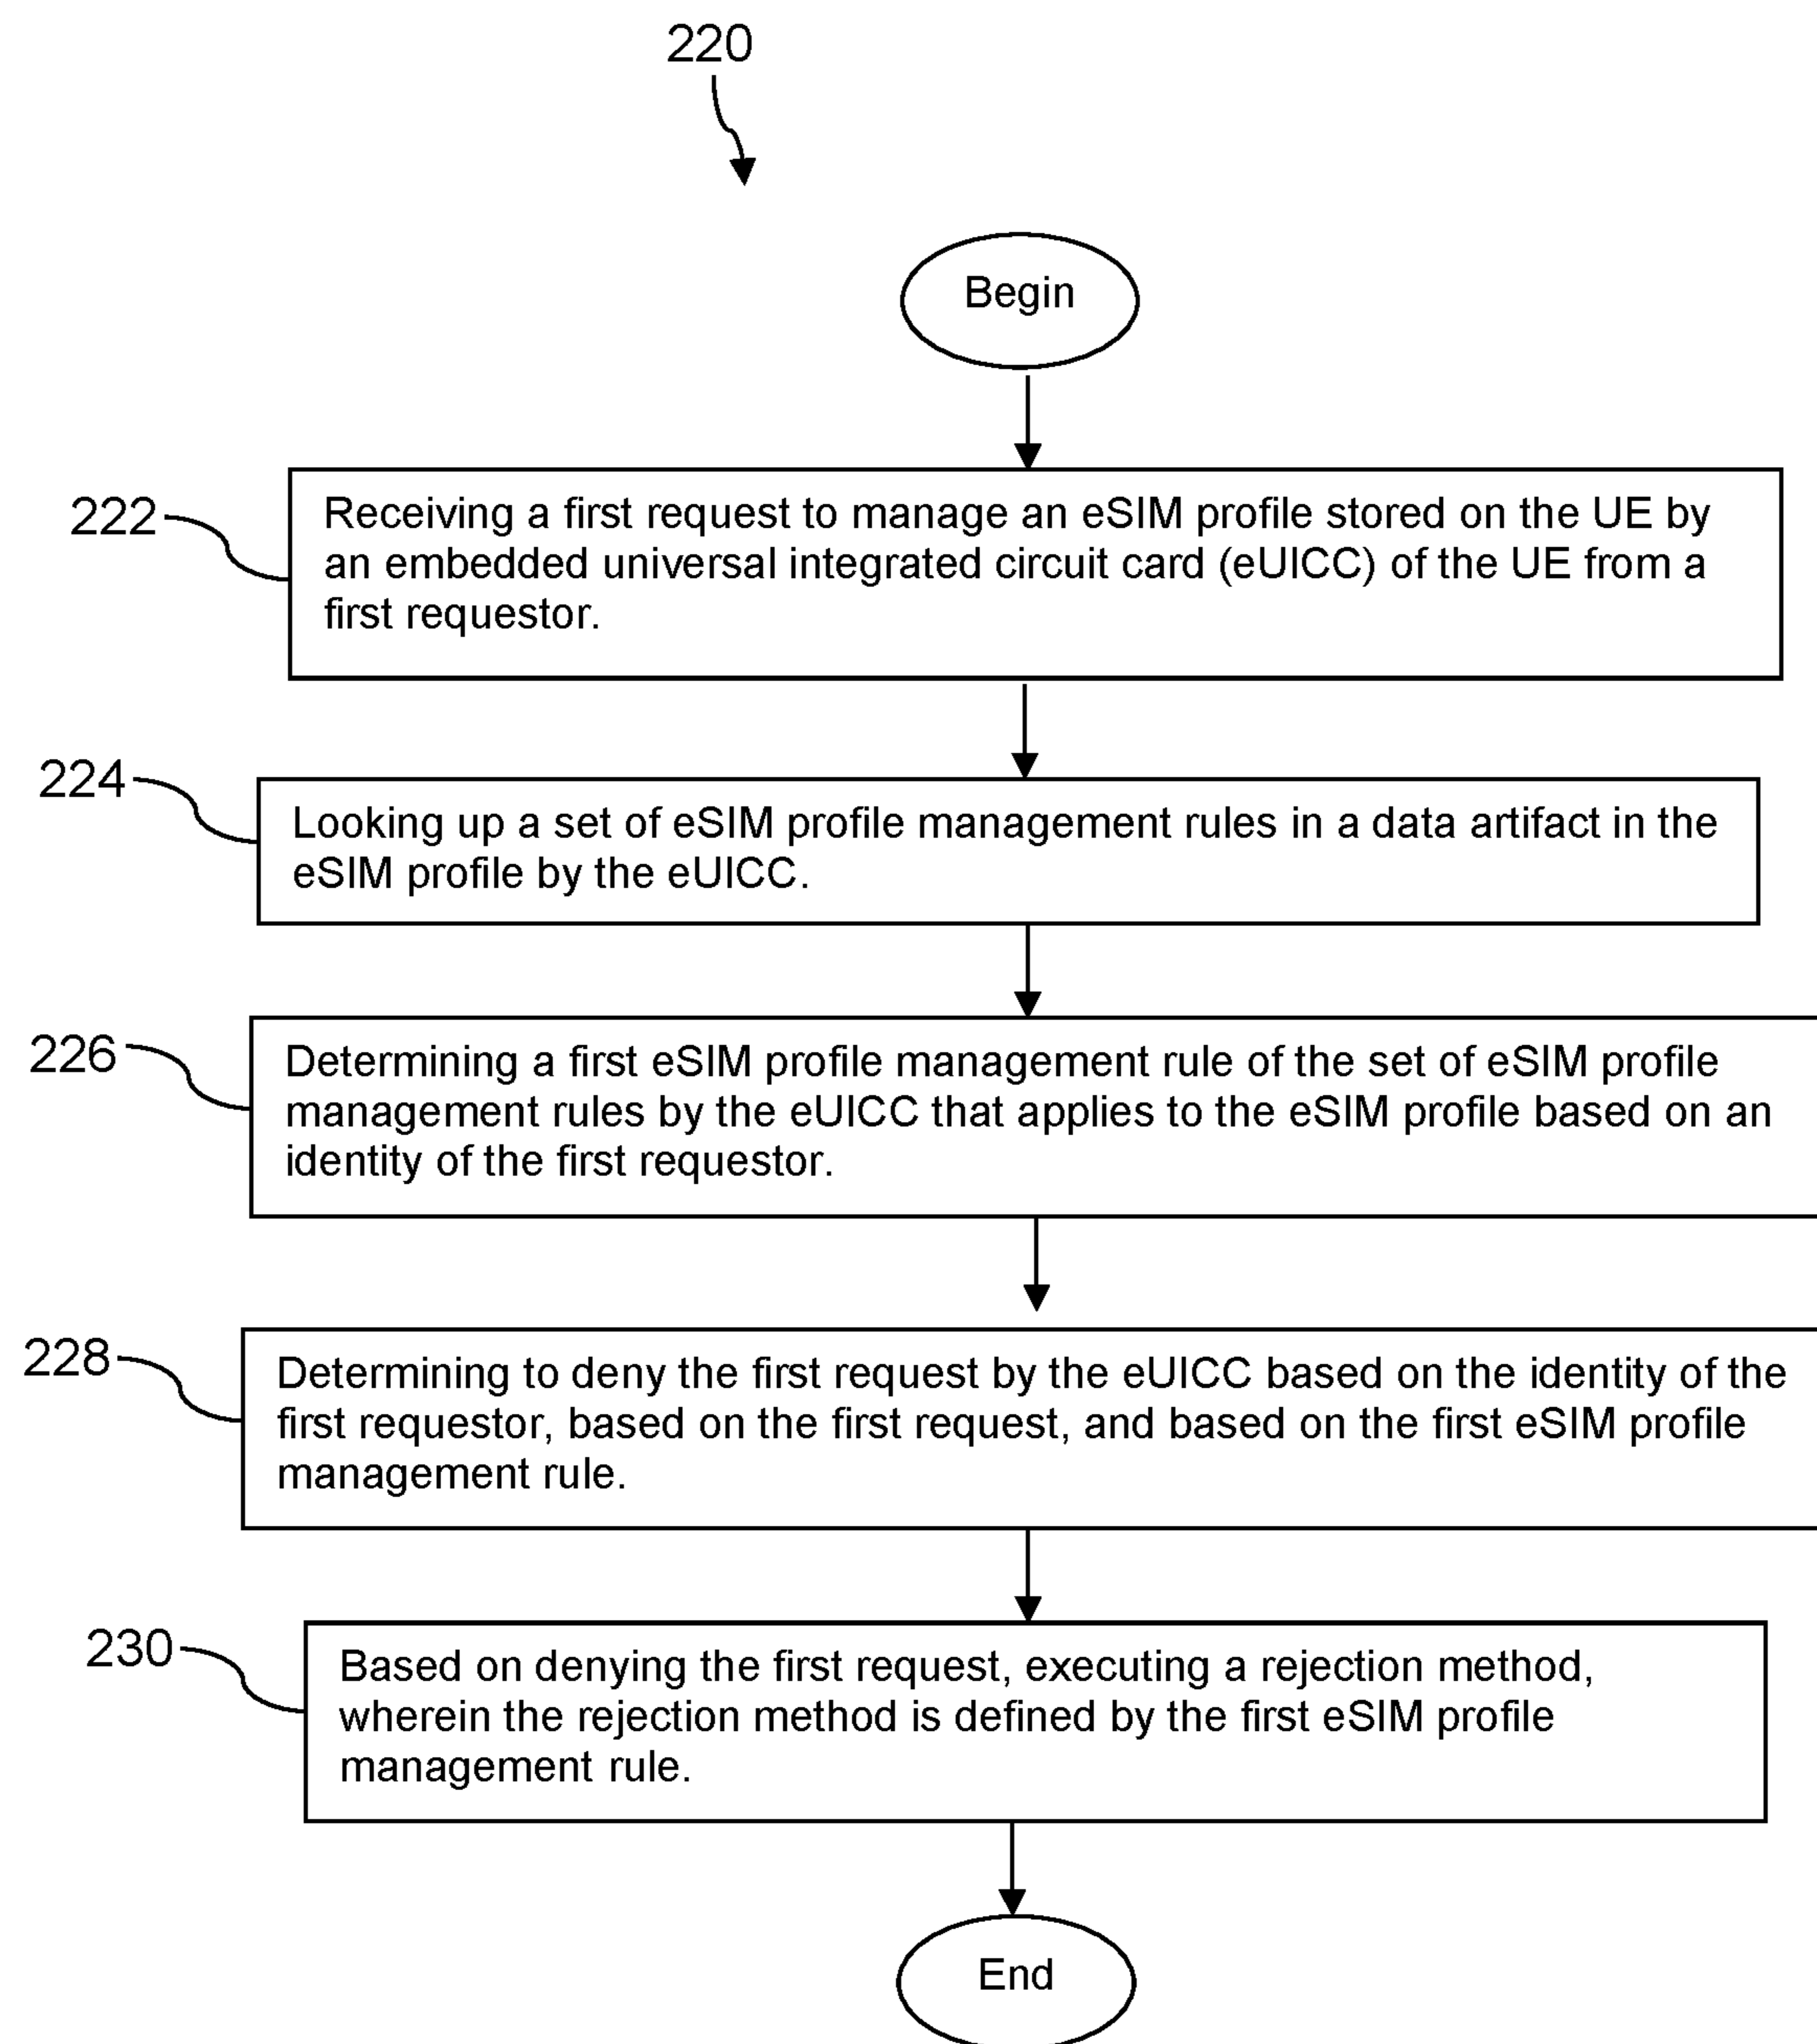 220
Begin
222
Receiving a first request to manage an eSIM profile stored on the UE by
an embedded universal integrated circuit card (eUICC) of the UE from a
first requestor.
224
Looking up a set of eSIM profile management rules in a data artifact in the
eSIM profile by the eUICC.
226
Determining a first eSIM profile management rule of the set of eSIM profile
management rules by the eUICC that applies to the eSIM profile based on an
identity of the first requestor.
228
Determining to deny the first request by the eUICC based on the identity of the
first requestor, based on the first request, and based on the first eSIM profile
management rule.
230
Based on denying the first request, executing a rejection method,
wherein the rejection method is defined by the first eSIM profile
management rule.
End